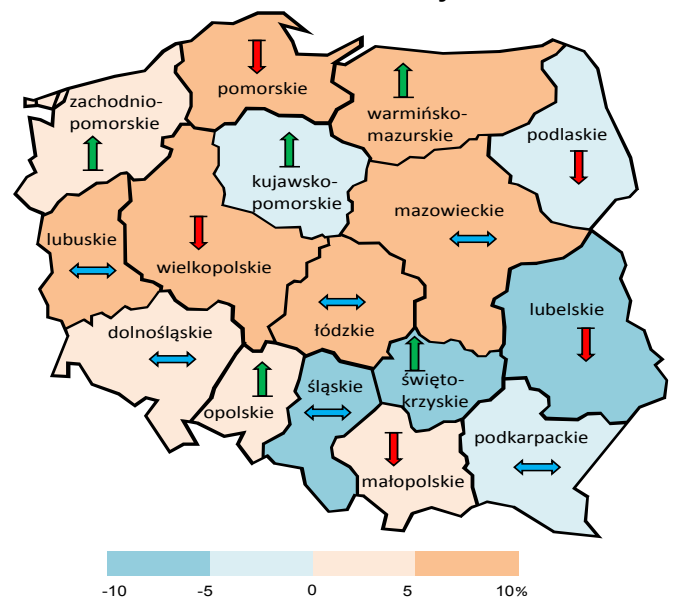 pomorskie
zachodnio-
pomorskie
warmińsko-
mazurskie
podlaskie
kujawsko-
pomorskie
mazowieckie
lubuskie
wielkopolskie
łódzkie
lubelskie
dolnośląskie
opolskie
śląskie
święto-
krzyskie
podkarpackie
małopolskie
-10 -5 0 5 10%